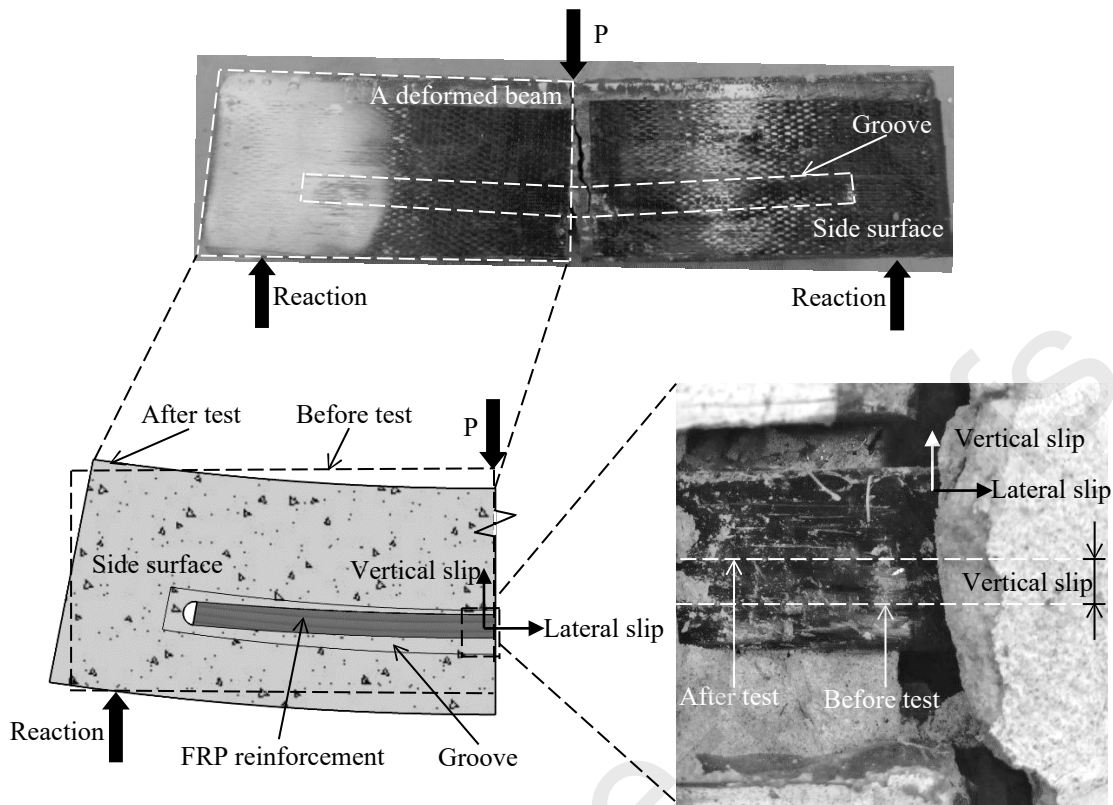 P
A deformed beam
Groove
Side surface
Reaction
Reaction
After test
Before test
P
Side surface
Vertical slip
Lateral slip
Reaction
FRP reinforcement
Groove
Vertical slip
Lateral slip
Vertical slip
After test
Before test